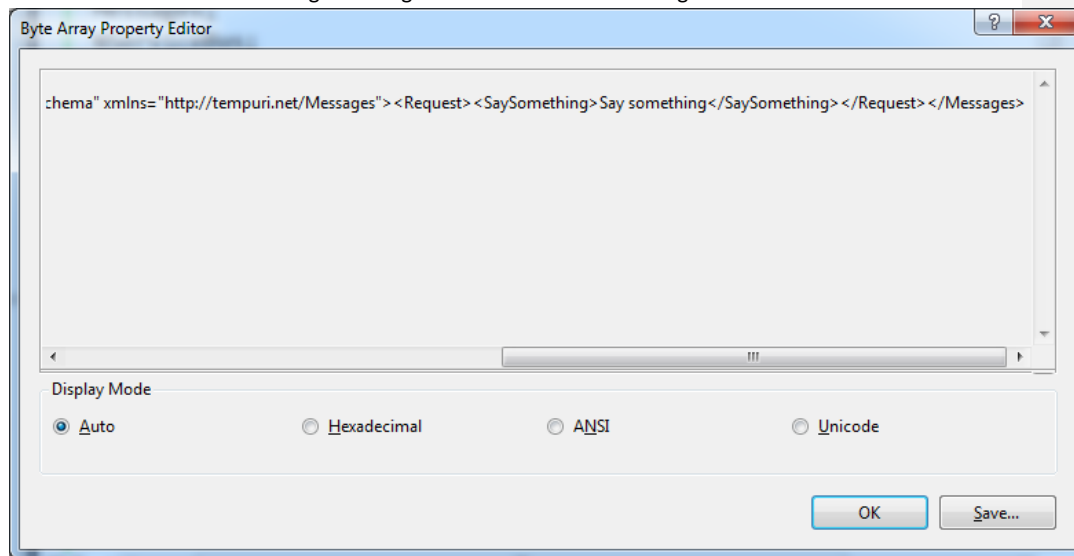 Byte Array Property Editor
:hema" xmlns="http://tempuri.net/Messages"><Request><SaySomething>Say something</SaySomething></Request></Messages>
Display Mode
Auto Hexadecimal ANSI Unicode
OK Save...